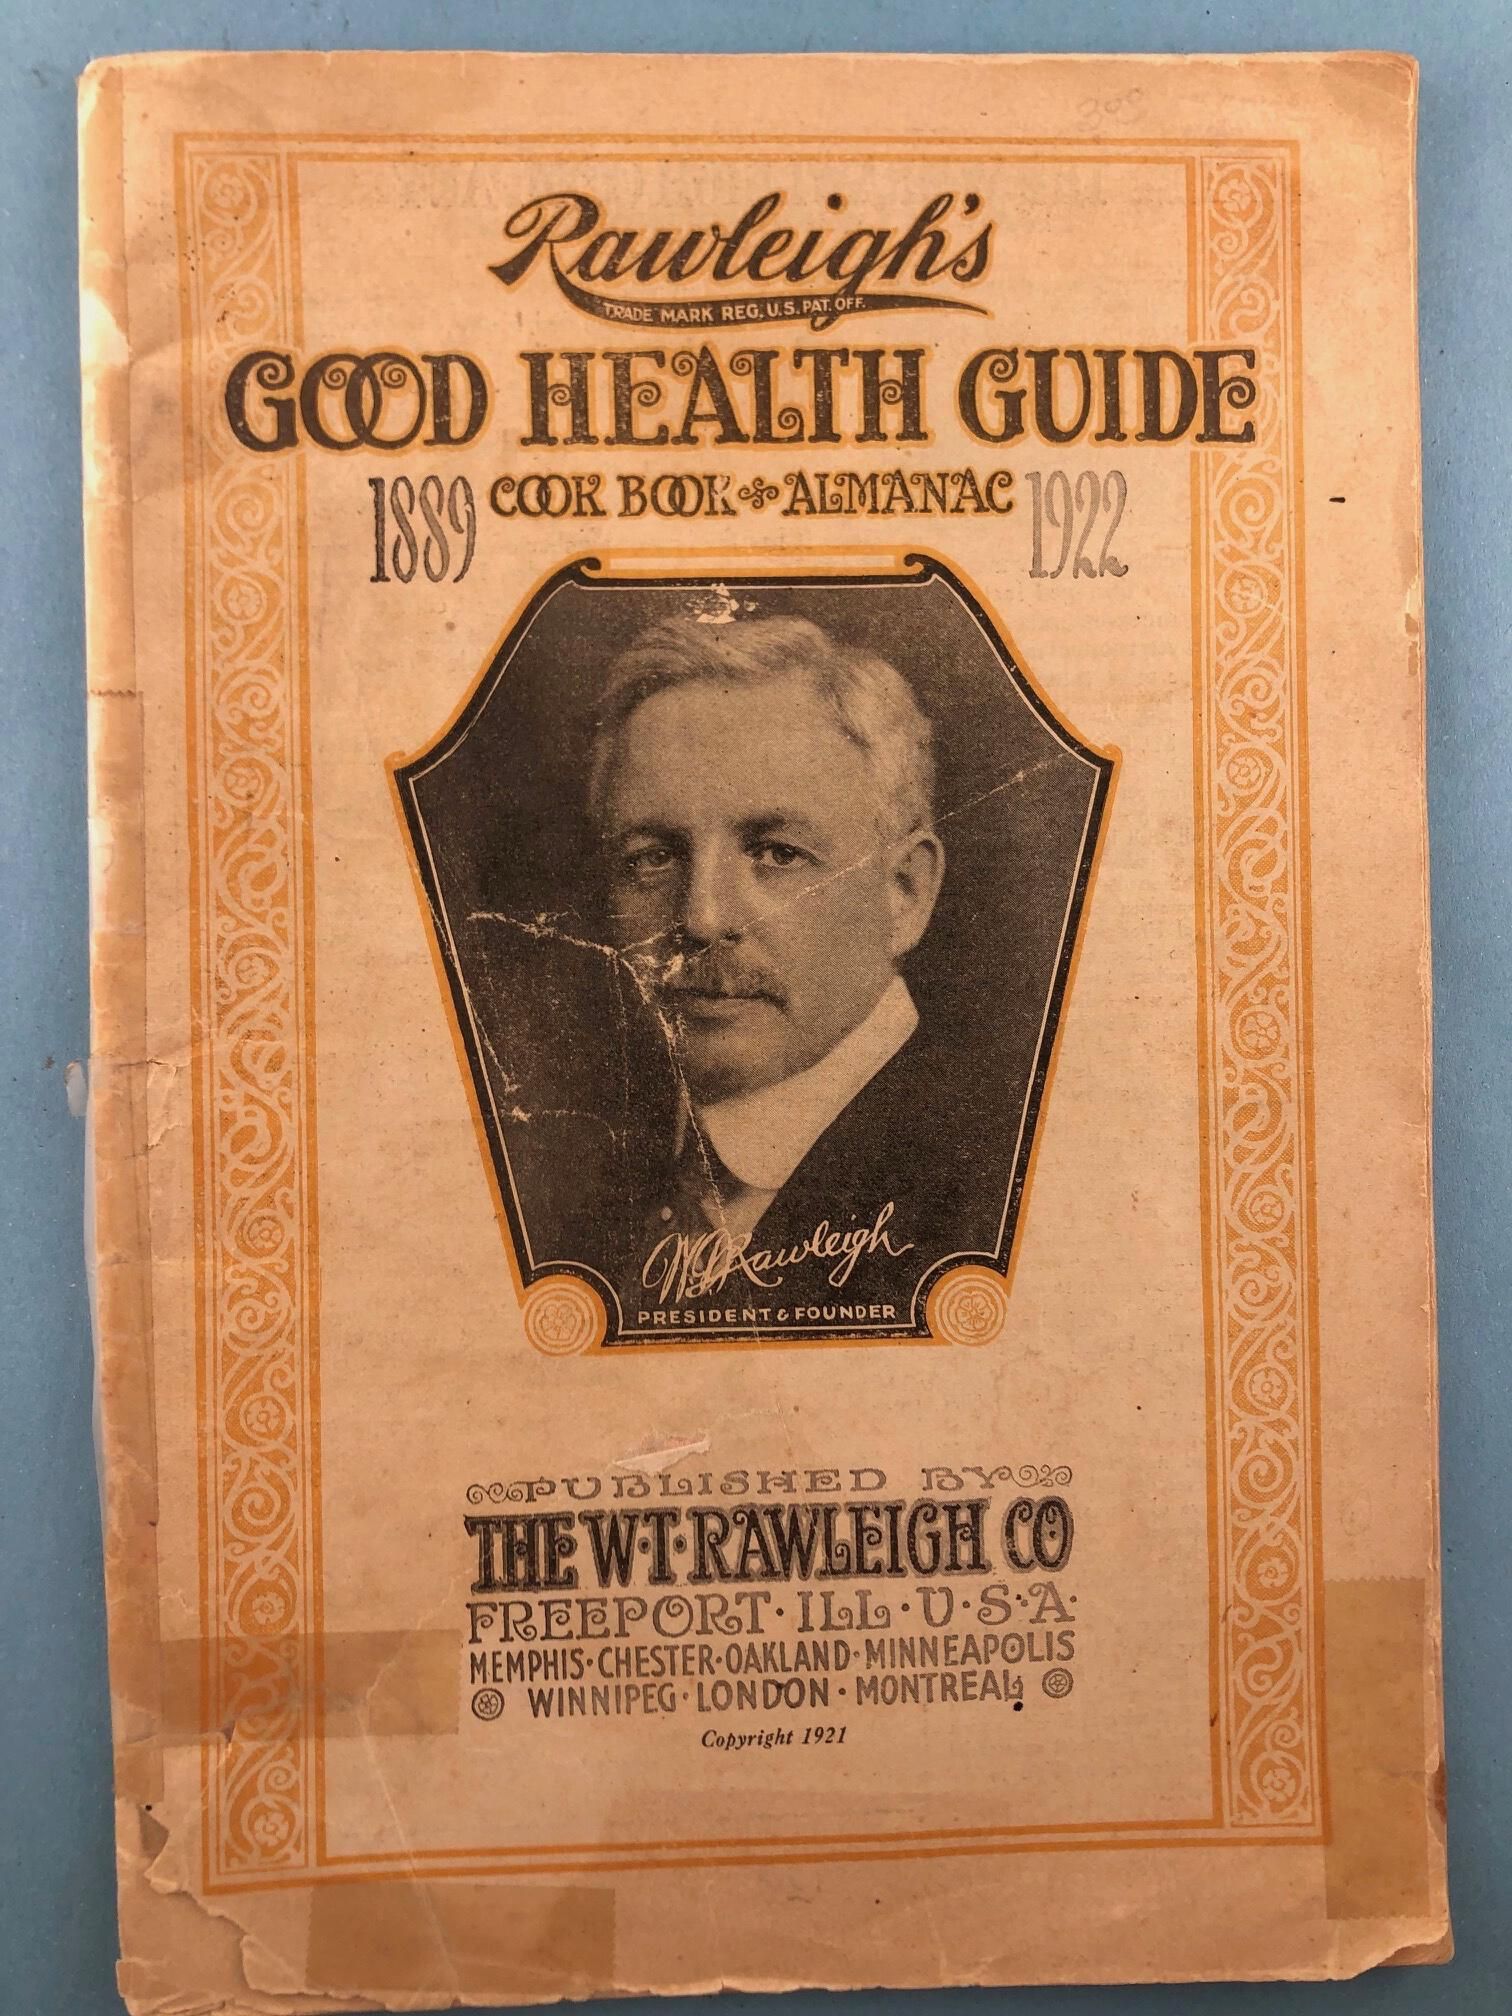 Rawleigh's
TRADE MARK REG. U.S. PAT. OFF.
GOOD HEALTH GUIDE
1889 COOK BOOK ALMANAC 1922
W.T. Rawleigh
PRESIDENT & FOUNDER
PUBLISHED BY
THE W·T·RAWLEIGH CO
FREEPORT·ILL·U·S·A·
MEMPHIS·CHESTER·OAKLAND·MINNEAPOLIS
WINNIPEG·LONDON·MONTREAL
Copyright 1921